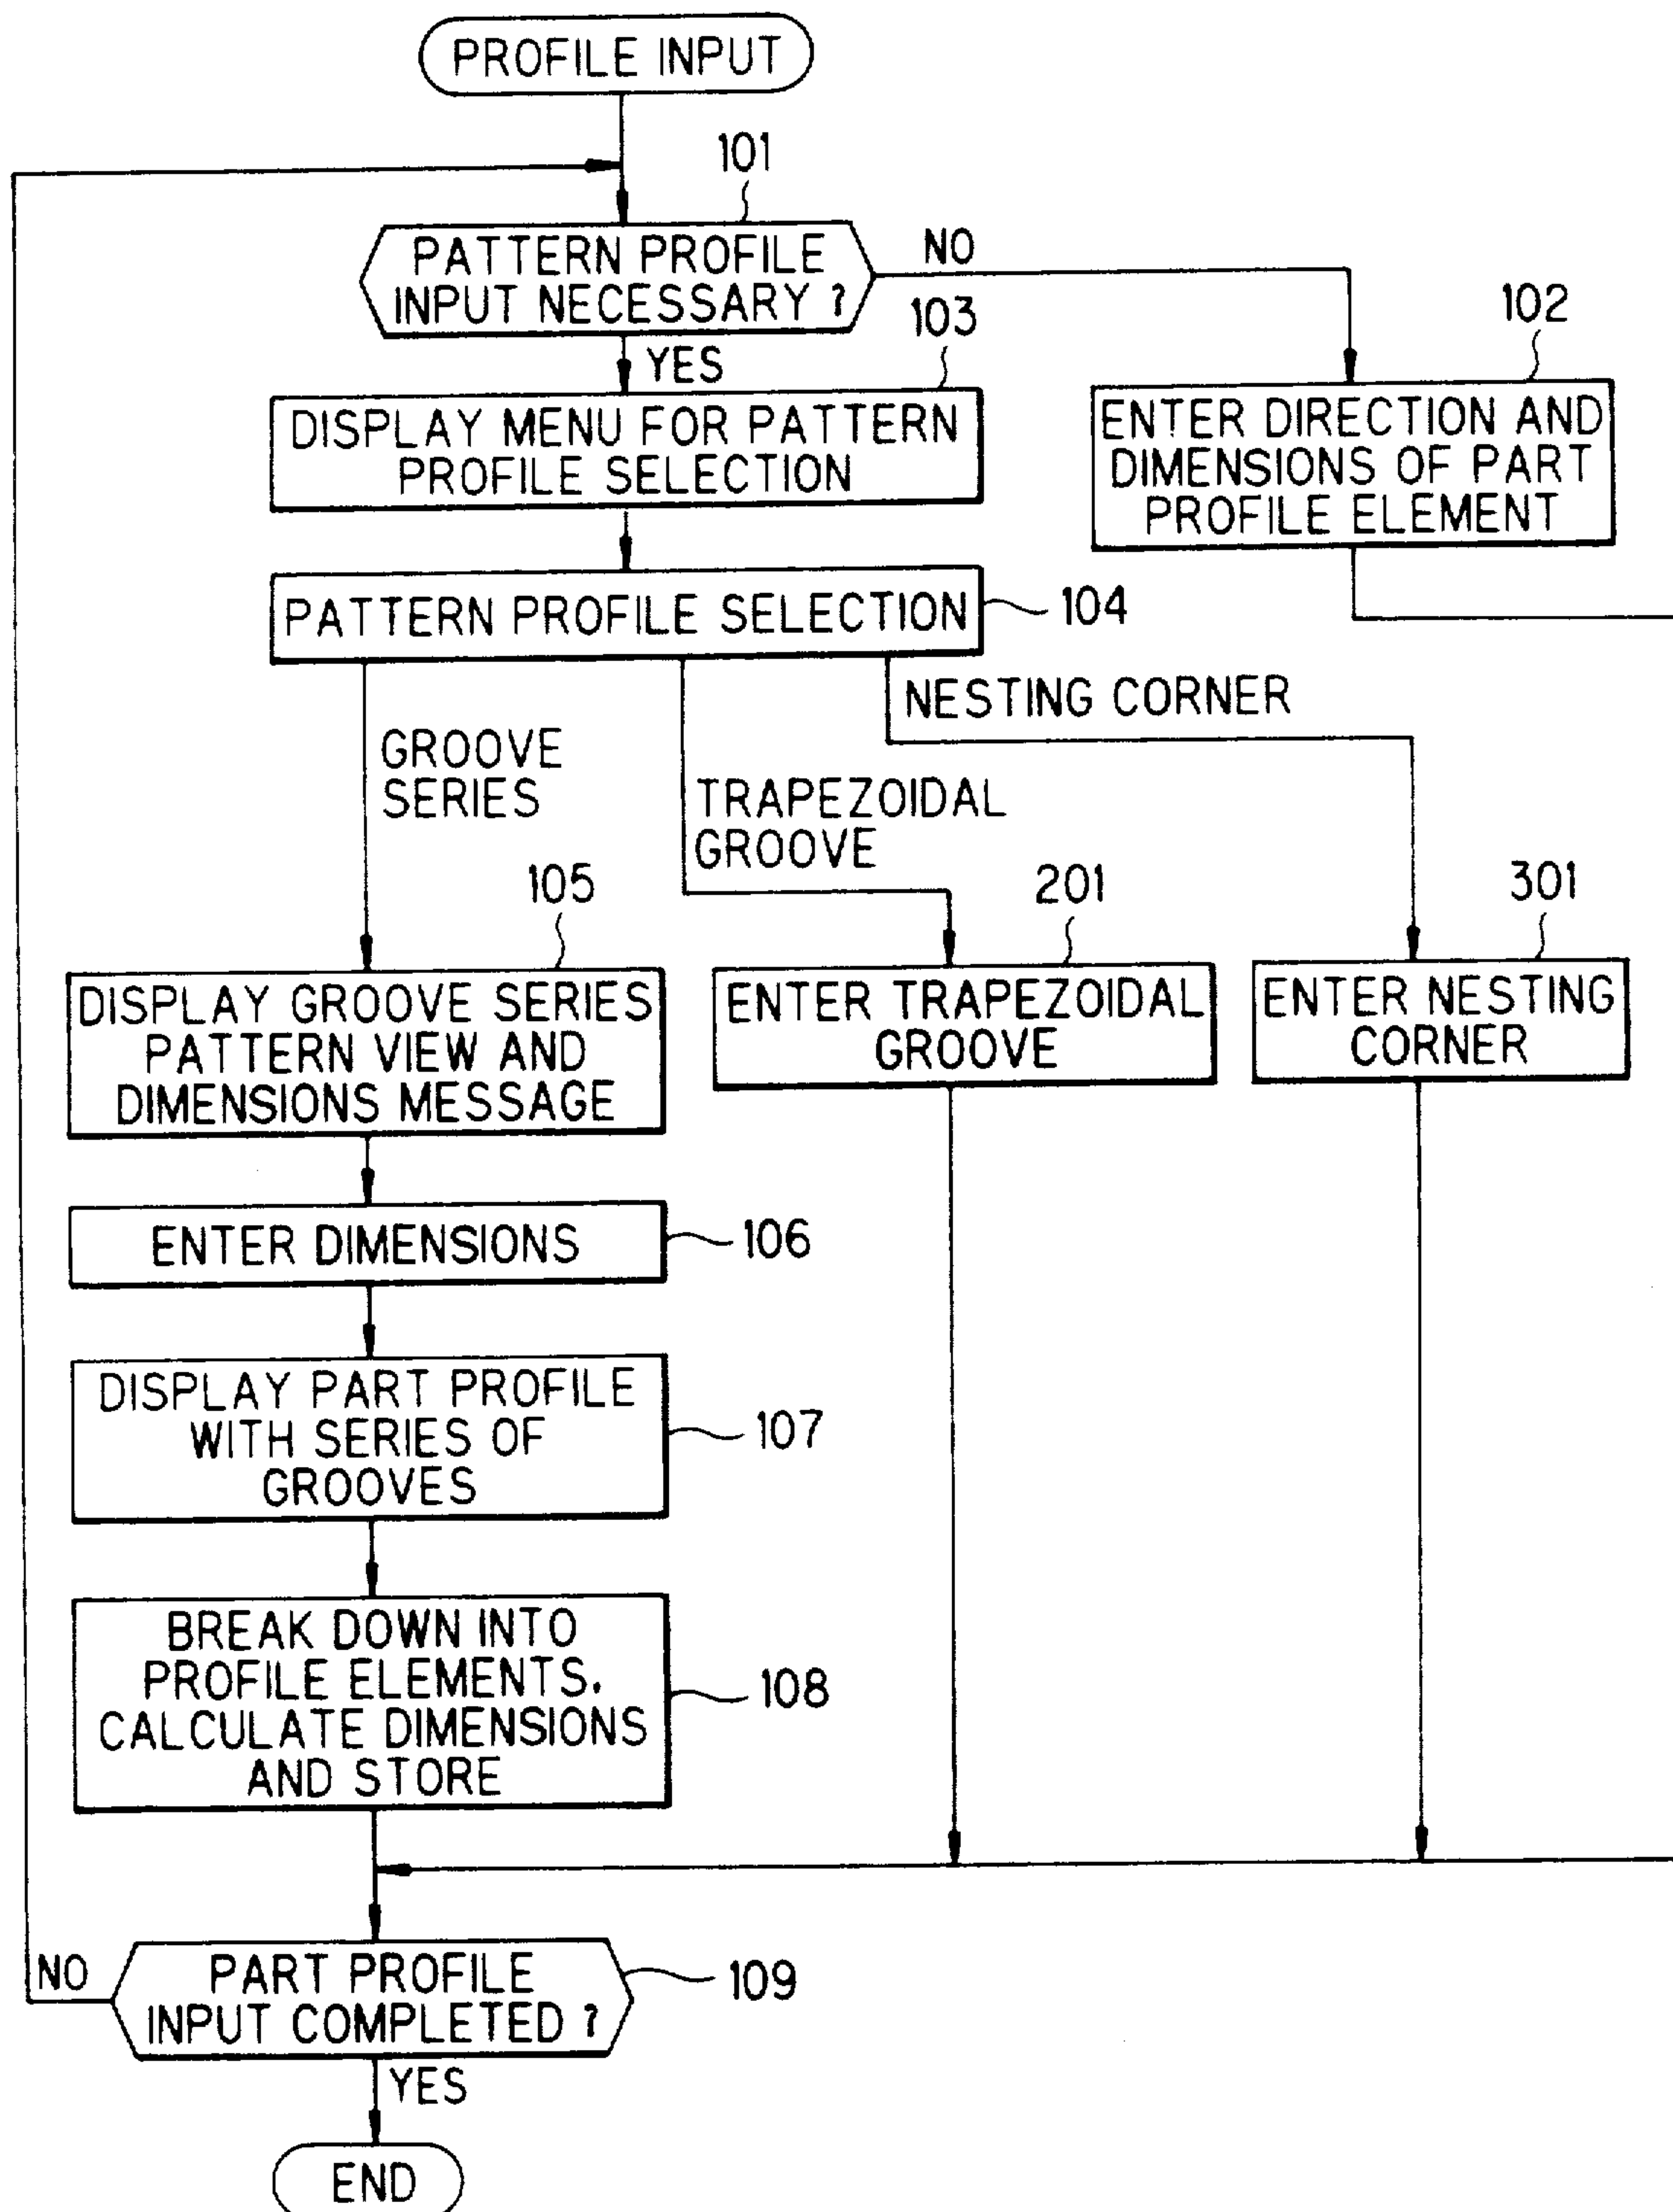 PROFILE INPUT
101
PATTERN PROFILE
INPUT NECESSARY ?
NO
YES
103
102
DISPLAY MENU FOR PATTERN
PROFILE SELECTION
ENTER DIRECTION AND
DIMENSIONS OF PART
PROFILE ELEMENT
PATTERN PROFILE SELECTION
104
NESTING CORNER
GROOVE
SERIES
TRAPEZOIDAL
GROOVE
105
201
301
DISPLAY GROOVE SERIES
PATTERN VIEW AND
DIMENSIONS MESSAGE
ENTER TRAPEZOIDAL
GROOVE
ENTER NESTING
CORNER
ENTER DIMENSIONS
106
DISPLAY PART PROFILE
WITH SERIES OF
GROOVES
107
BREAK DOWN INTO
PROFILE ELEMENTS.
CALCULATE DIMENSIONS
AND STORE
108
NO
PART PROFILE
INPUT COMPLETED ?
109
YES
END